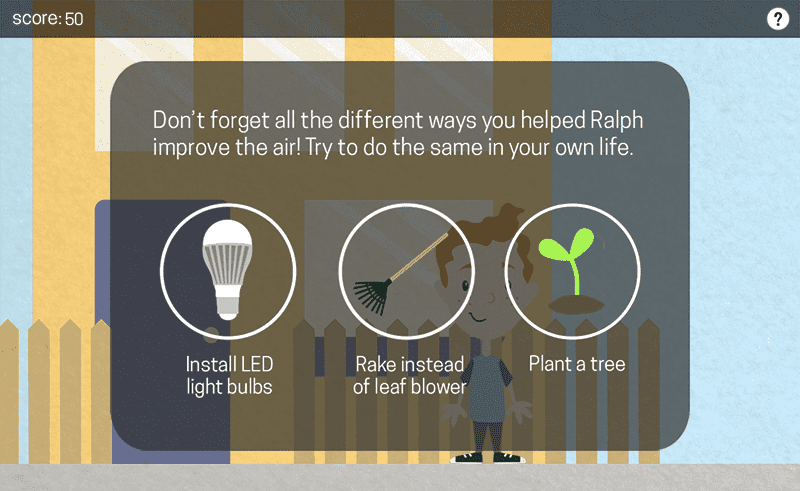 score: 50
?
Don't forget all the different ways you helped Ralph
improve the air! Try to do the same in your own life.
Install LED
light bulbs
Rake instead
of leaf blower
Plant a tree